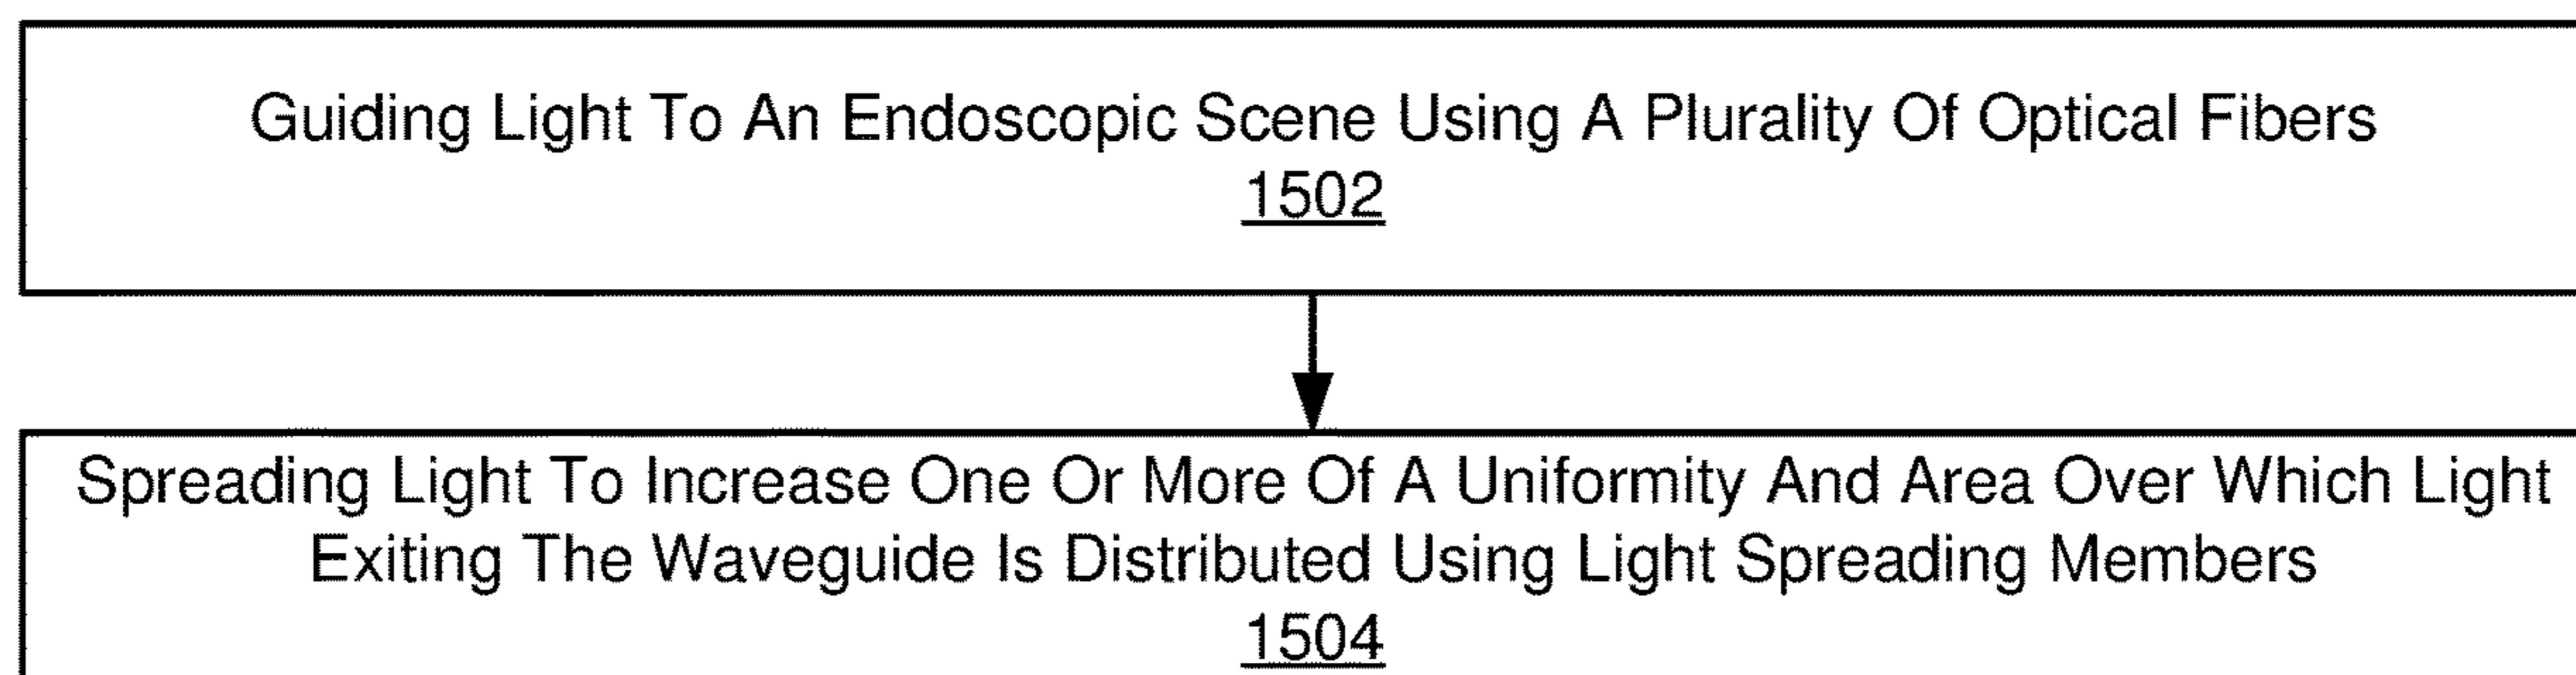 Guiding Light To An Endoscopic Scene Using A Plurality Of Optical Fibers
1502
Spreading Light To Increase One Or More Of A Uniformity And Area Over Which Light
Exiting The Waveguide Is Distributed Using Light Spreading Members
1504